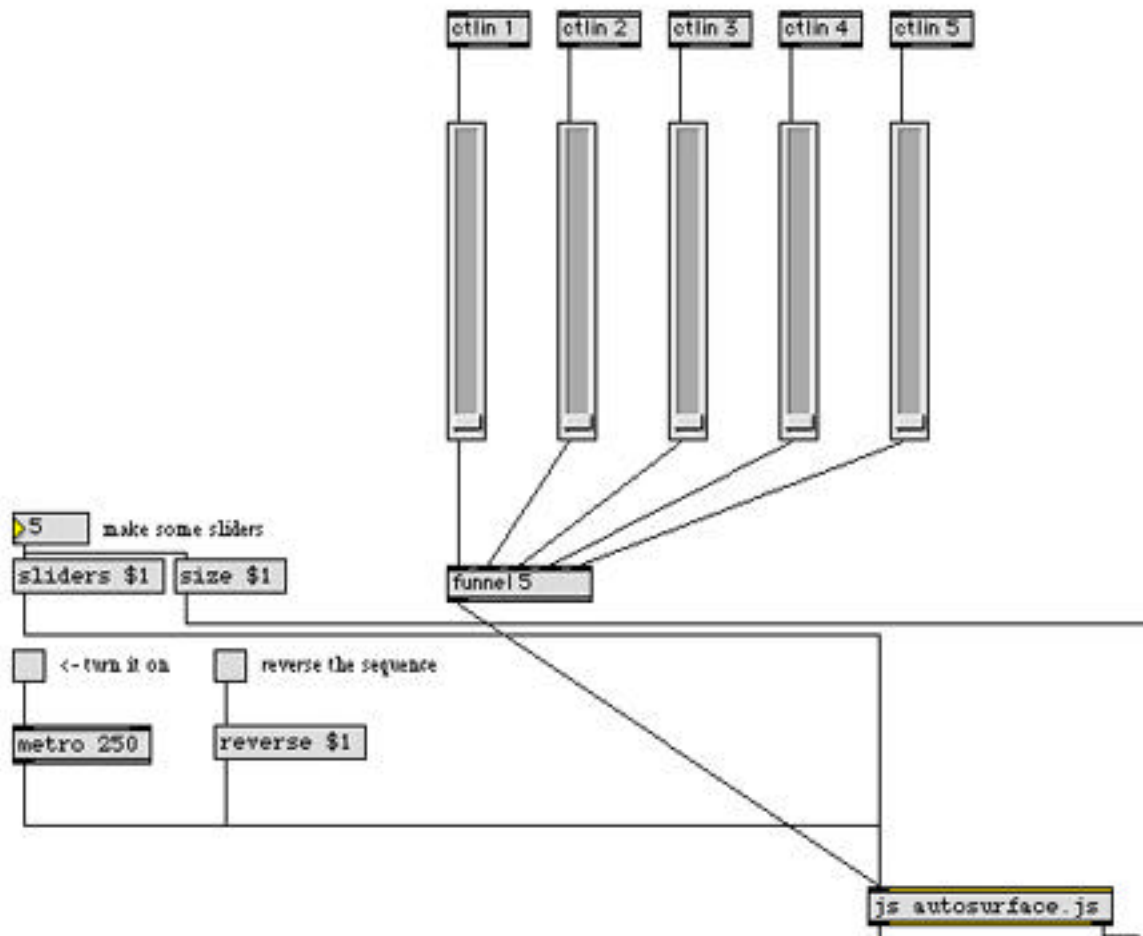 ctlin 1
ctlin 2
ctlin 3
ctlin 4
ctlin 5
5
make some sliders
sliders $1
size $1
funnel 5
<- turn it on
reverse the sequence
metro 250
reverse $1
js autosurface.js